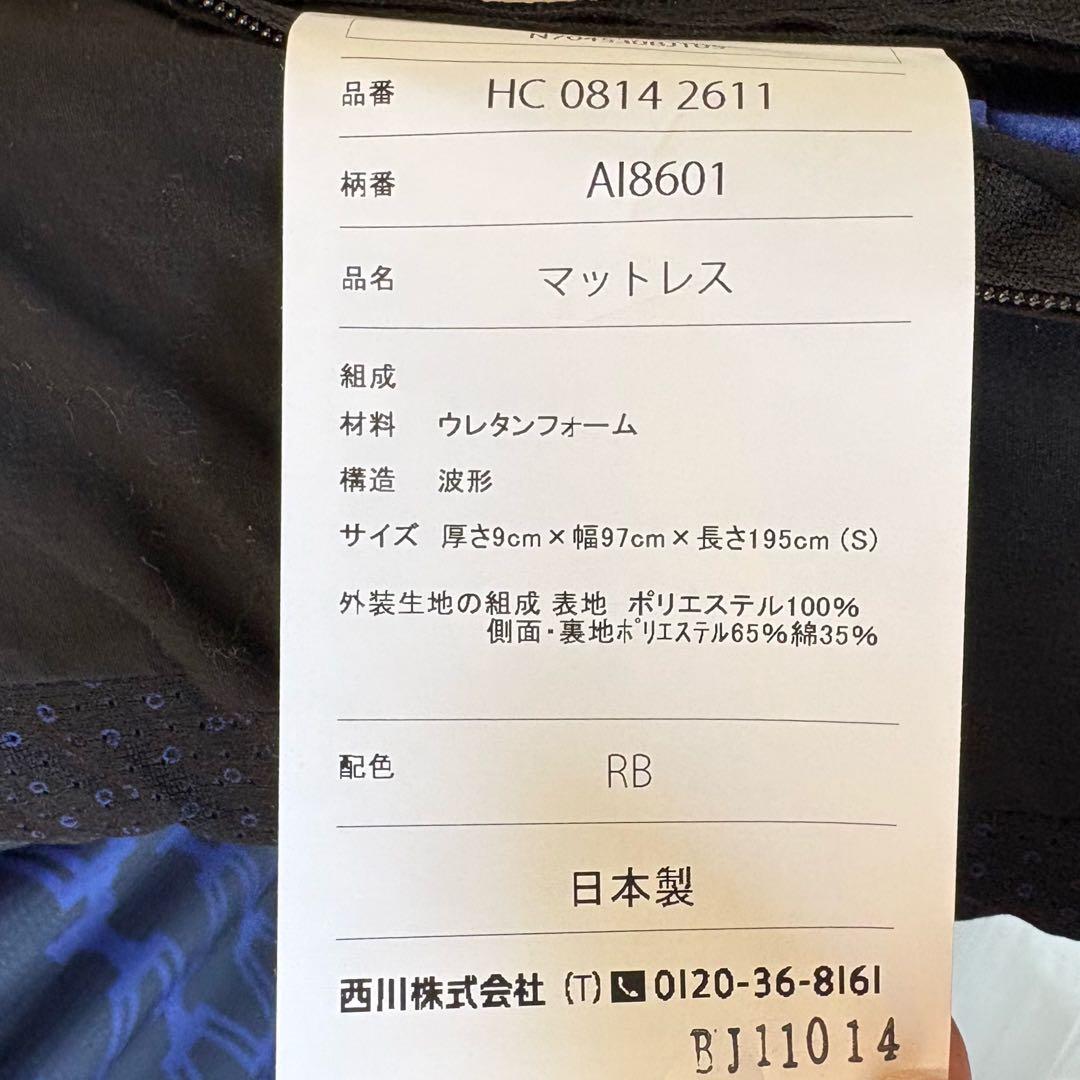 品番 HC 0814 2611
柄番 AI8601
品名 マットレス
組成
材料 ウレタンフォーム
構造 波形
サイズ 厚さ9cm×幅97cm×長さ195cm (S)
外装生地の組成 表地 ポリエステル100%
側面・裏地ﾎﾟﾘｴｽﾃﾙ65%綿35%
配色 RB
日本製
西川株式会社 (T) 0120-36-8161
BJ11014